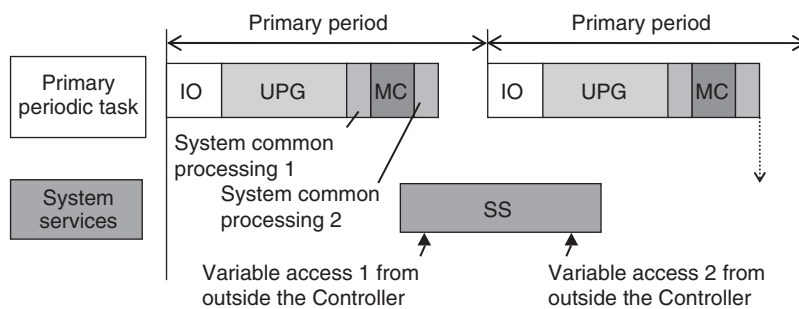 Primary period
Primary period
Primary
periodic task
IO
UPG
MC
IO
UPG
MC
System common
processing 1
System common
processing 2
System
services
SS
Variable access 1 from
outside the Controller
Variable access 2 from
outside the Controller